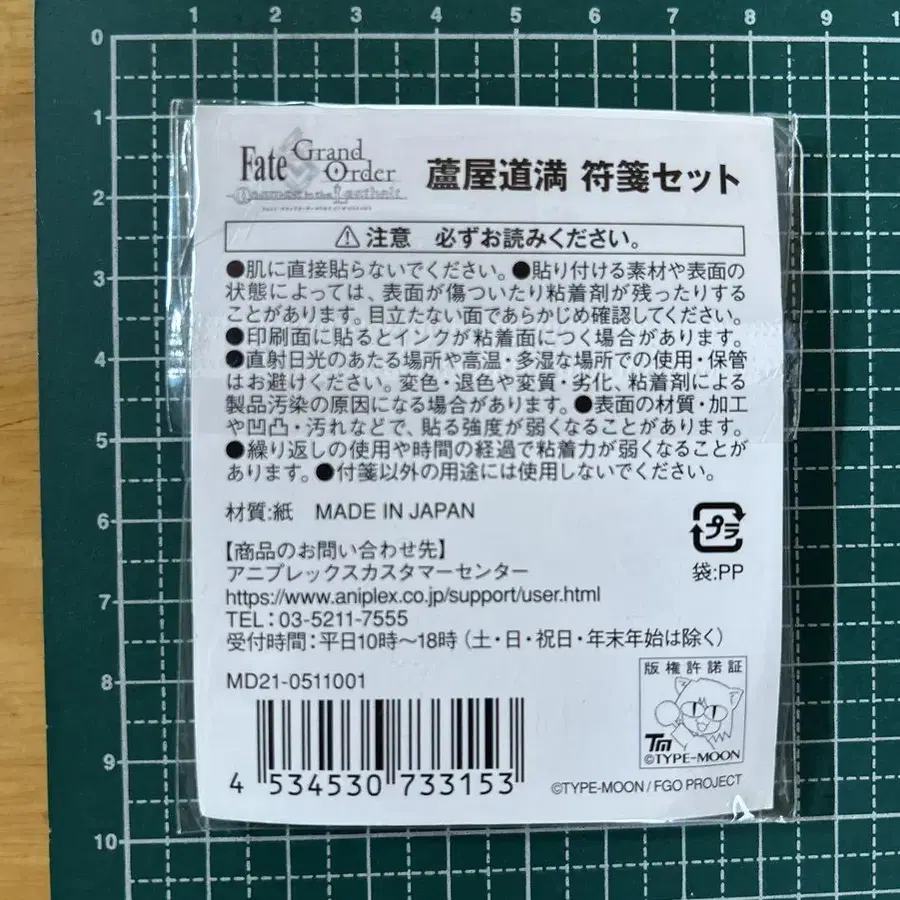 1 2 3 4 5 6 7 8 9 1
0
1
2
3
4
5
6
7
8
9
10
Fate Grand Order
蘆屋道満 符箋セット
⚠注意 必ずお読みください。
●肌に直接貼らないでください。●貼り付ける素材や表面の
状態によっては、表面が傷ついたり粘着剤が残ったりする
ことがあります。目立たない面であらかじめ確認してください。
●印刷面に貼るとインクが粘着面につく場合があります。
●直射日光のあたる場所や高温・多湿な場所での使用・保管
はお避けください。変色・退色や変質・劣化、粘着剤による
製品汚染の原因になる場合があります。●表面の材質・加工
や凹凸・汚れなどで、貼る強度が弱くなることがあります。
●繰り返しの使用や時間の経過で粘着力が弱くなることが
あります。●付箋以外の用途には使用しないでください。
材質:紙 MADE IN JAPAN
プラ
袋:PP
【商品のお問い合わせ先】
アニプレックスカスタマーセンター
https://www.aniplex.co.jp/support/user.html
TEL：03-5211-7555
受付時間：平日10時～18時（土・日・祝日・年末年始は除く）
MD21-0511001
4 534530 733153
版権許諾証
TM
©TYPE-MOON
©TYPE-MOON / FGO PROJECT